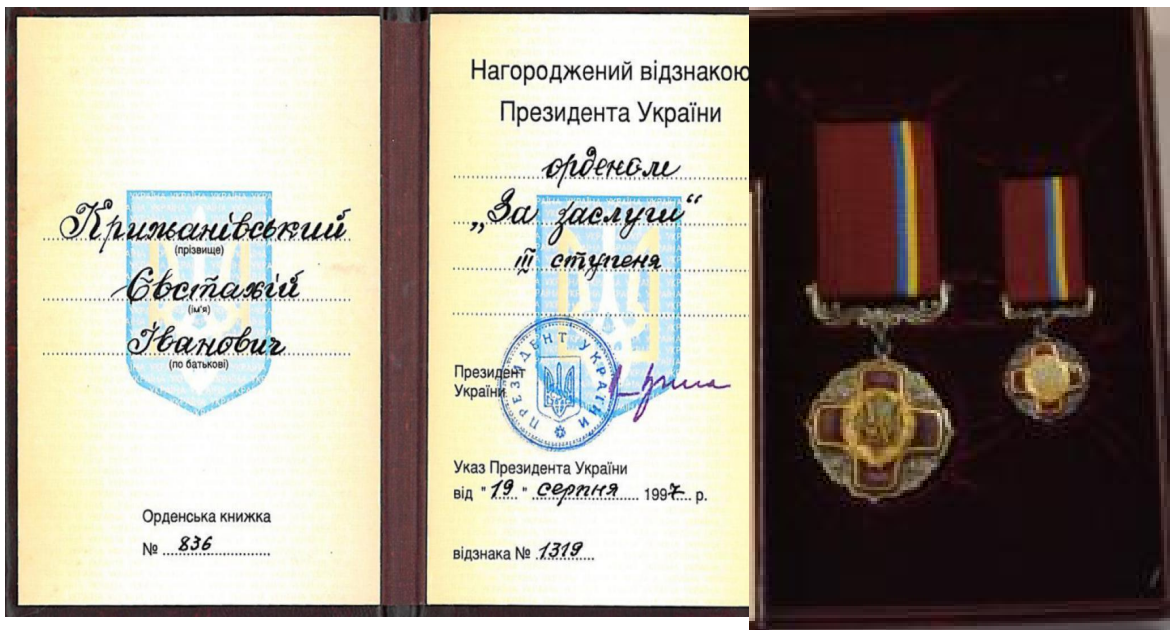 Крижанівський
(прізвище)
Євстахій
(ім'я)
Іванович
(по батькові)
Орденська книжка
№ 836
Нагороджений відзнакою
Президента України
орденом
„За заслуги“
III ступеня
Президент
України
ПРЕЗИДЕНТ УКРАЇНИ
Указ Президента України
від "19" серпня 1997 р.
відзнака № 1319